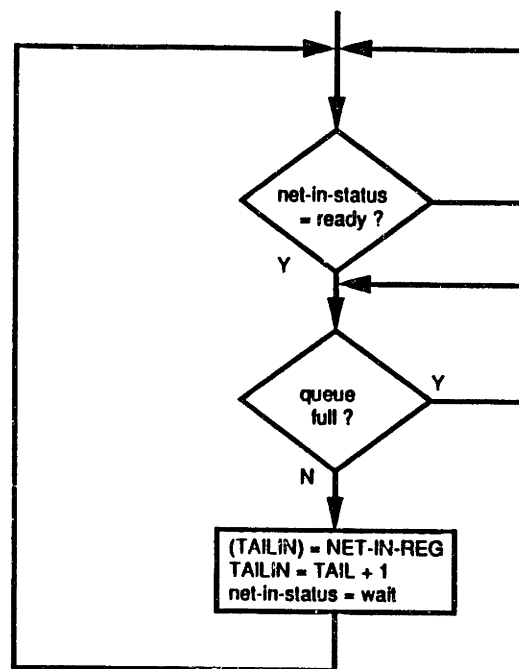 net-in-status
= ready ?
Y
queue
full ?
Y
N
(TAILIN) = NET-IN-REG
TAILIN = TAIL + 1
net-in-status = wait